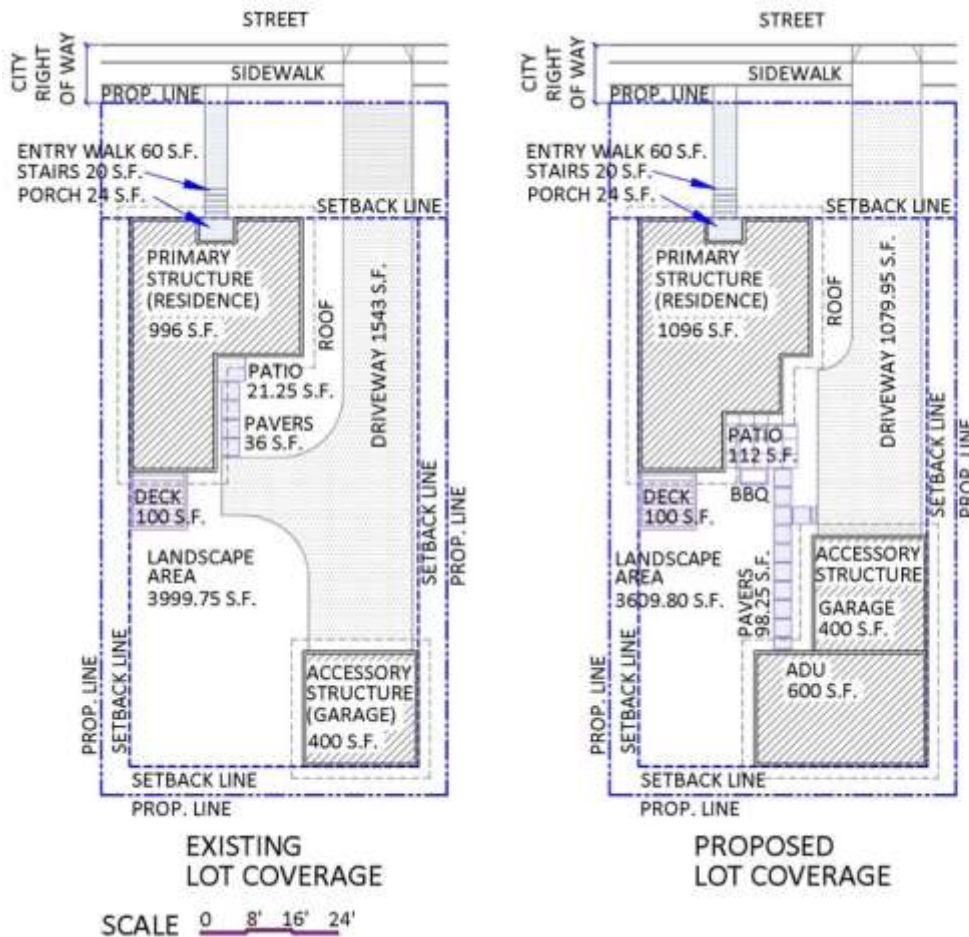 STREET
CITY
RIGHT
OF WAY
SIDEWALK
PROP. LINE
ENTRY WALK 60 S.F.
STAIRS 20 S.F.
PORCH 24 S.F.
SETBACK LINE
PRIMARY
STRUCTURE
(RESIDENCE)
996 S.F.
ROOF
DRIVEWAY 1543 S.F.
PATIO
21.25 S.F.
PAVERS
36 S.F.
DECK
100 S.F.
LANDSCAPE
AREA
3999.75 S.F.
SETBACK LINE
PROP. LINE
PROP. LINE
SETBACK LINE
ACCESSORY
STRUCTURE
(GARAGE)
400 S.F.
SETBACK LINE
PROP. LINE
EXISTING
LOT COVERAGE
SCALE 0 8' 16' 24'
STREET
CITY
RIGHT
OF WAY
SIDEWALK
PROP. LINE
ENTRY WALK 60 S.F.
STAIRS 20 S.F.
PORCH 24 S.F.
SETBACK LINE
PRIMARY
STRUCTURE
(RESIDENCE)
1096 S.F.
ROOF
DRIVEWAY 1079.95 S.F.
SETBACK LINE
PROP. LINE
PATIO
112 S.F.
BBQ
DECK
100 S.F.
LANDSCAPE
AREA
3609.80 S.F.
PAVERS
98.25 S.F.
ACCESSORY
STRUCTURE
GARAGE
400 S.F.
ADU
600 S.F.
PROP. LINE
SETBACK LINE
SETBACK LINE
PROP. LINE
PROPOSED
LOT COVERAGE